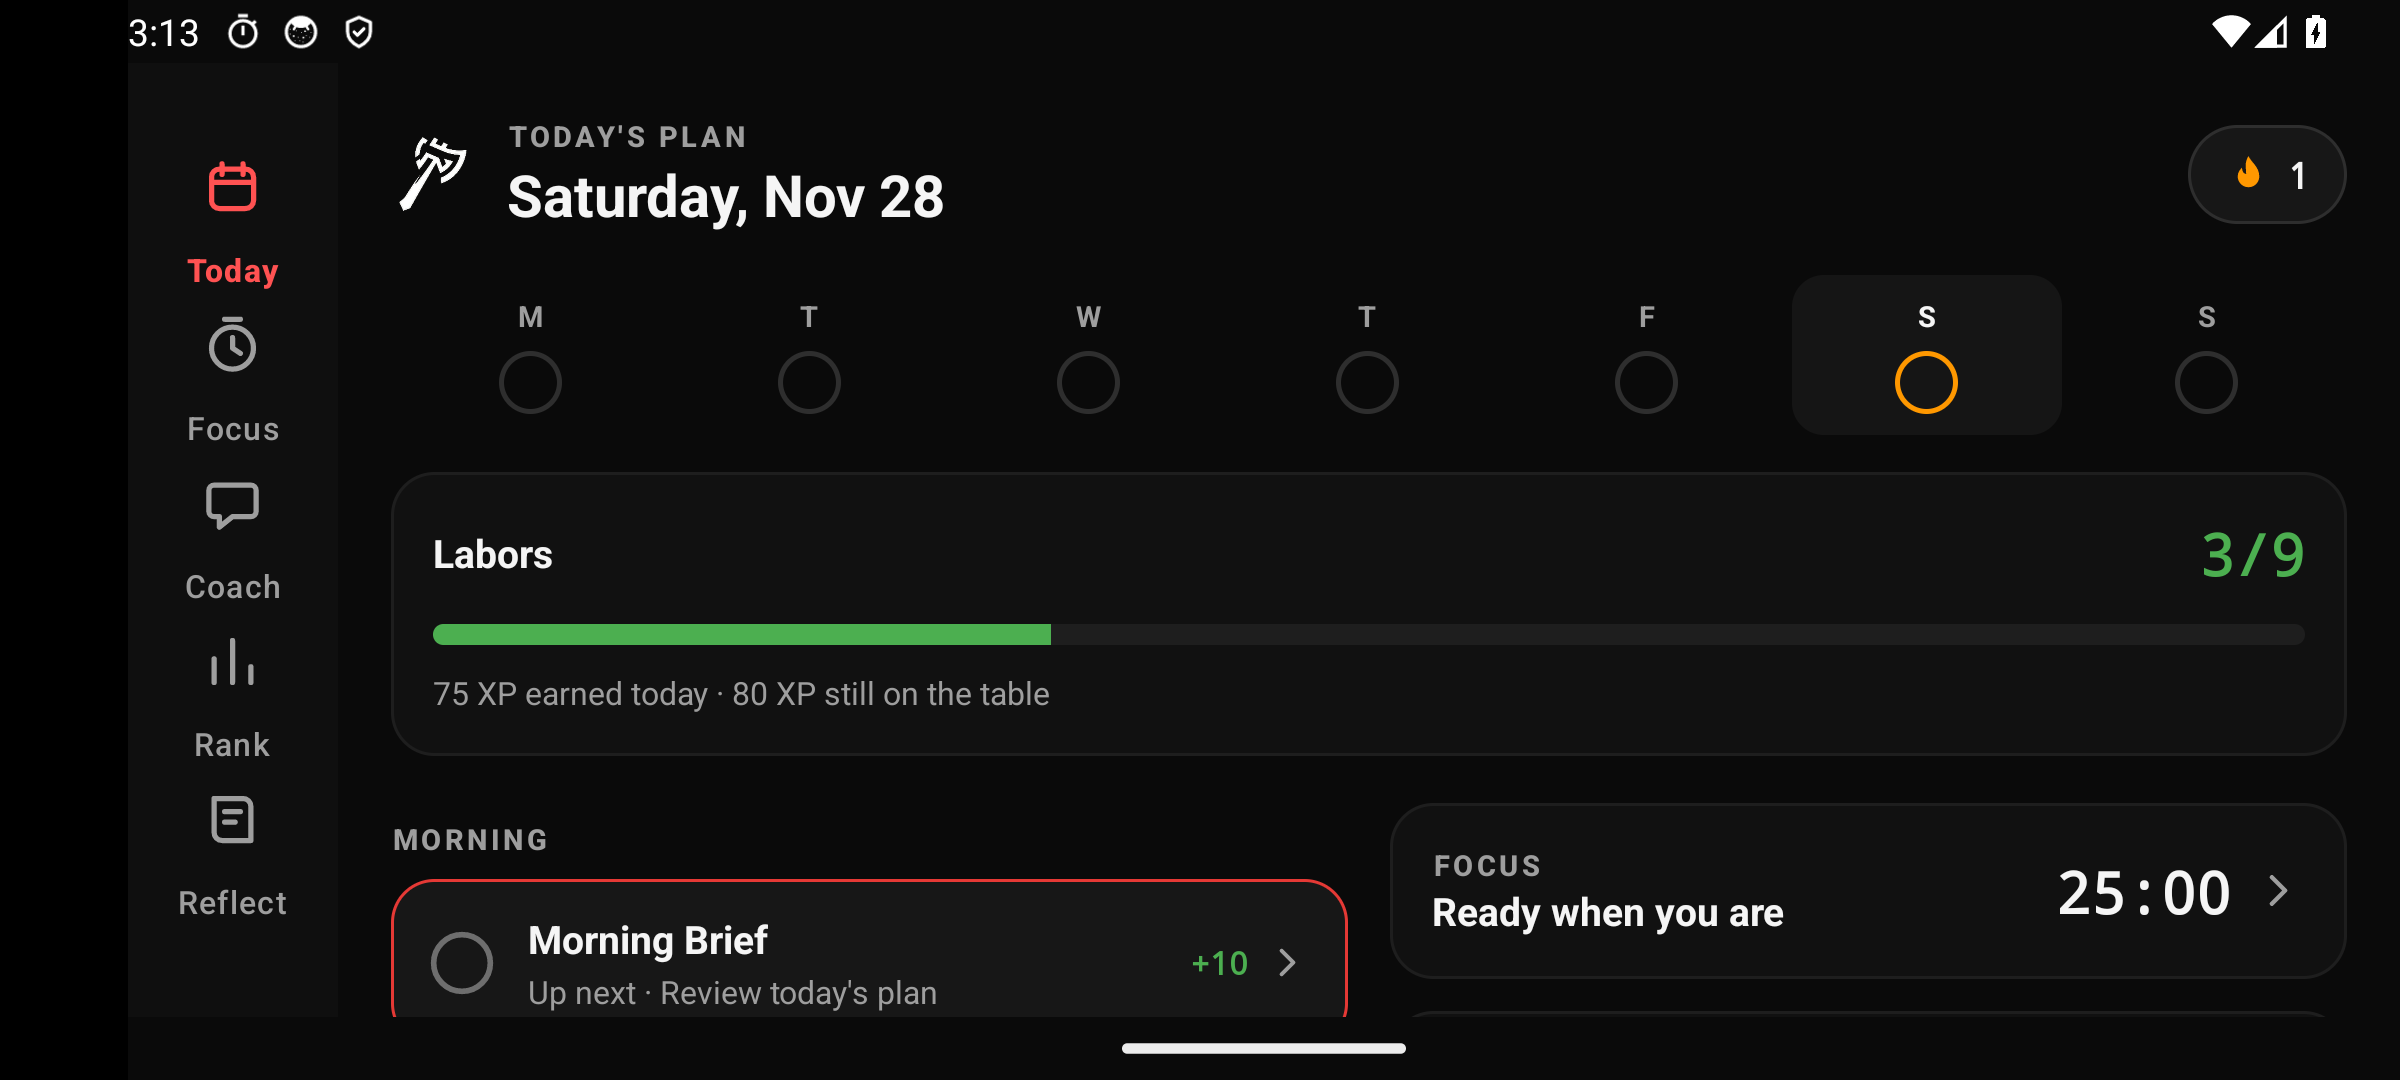 3:13
TODAY'S PLAN
Saturday, Nov 28
1
Today
Focus
Coach
Rank
Reflect
M T W T F S S
Labors
3/9
75 XP earned today · 80 XP still on the table
MORNING
Morning Brief
Up next · Review today's plan
+10
FOCUS
Ready when you are
25:00